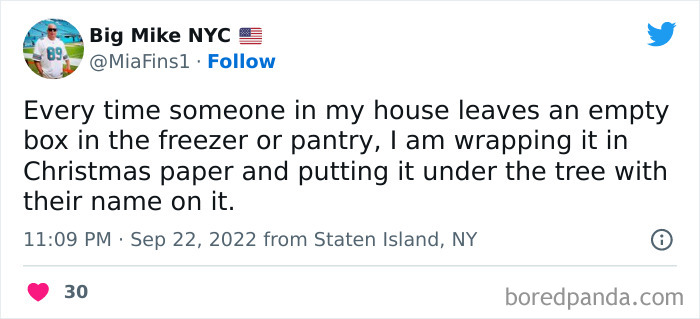 Big Mike NYC 🇺🇸
@MiaFins1 · Follow
Every time someone in my house leaves an empty
box in the freezer or pantry, I am wrapping it in
Christmas paper and putting it under the tree with
their name on it.
11:09 PM · Sep 22, 2022 from Staten Island, NY
30
boredpanda.com